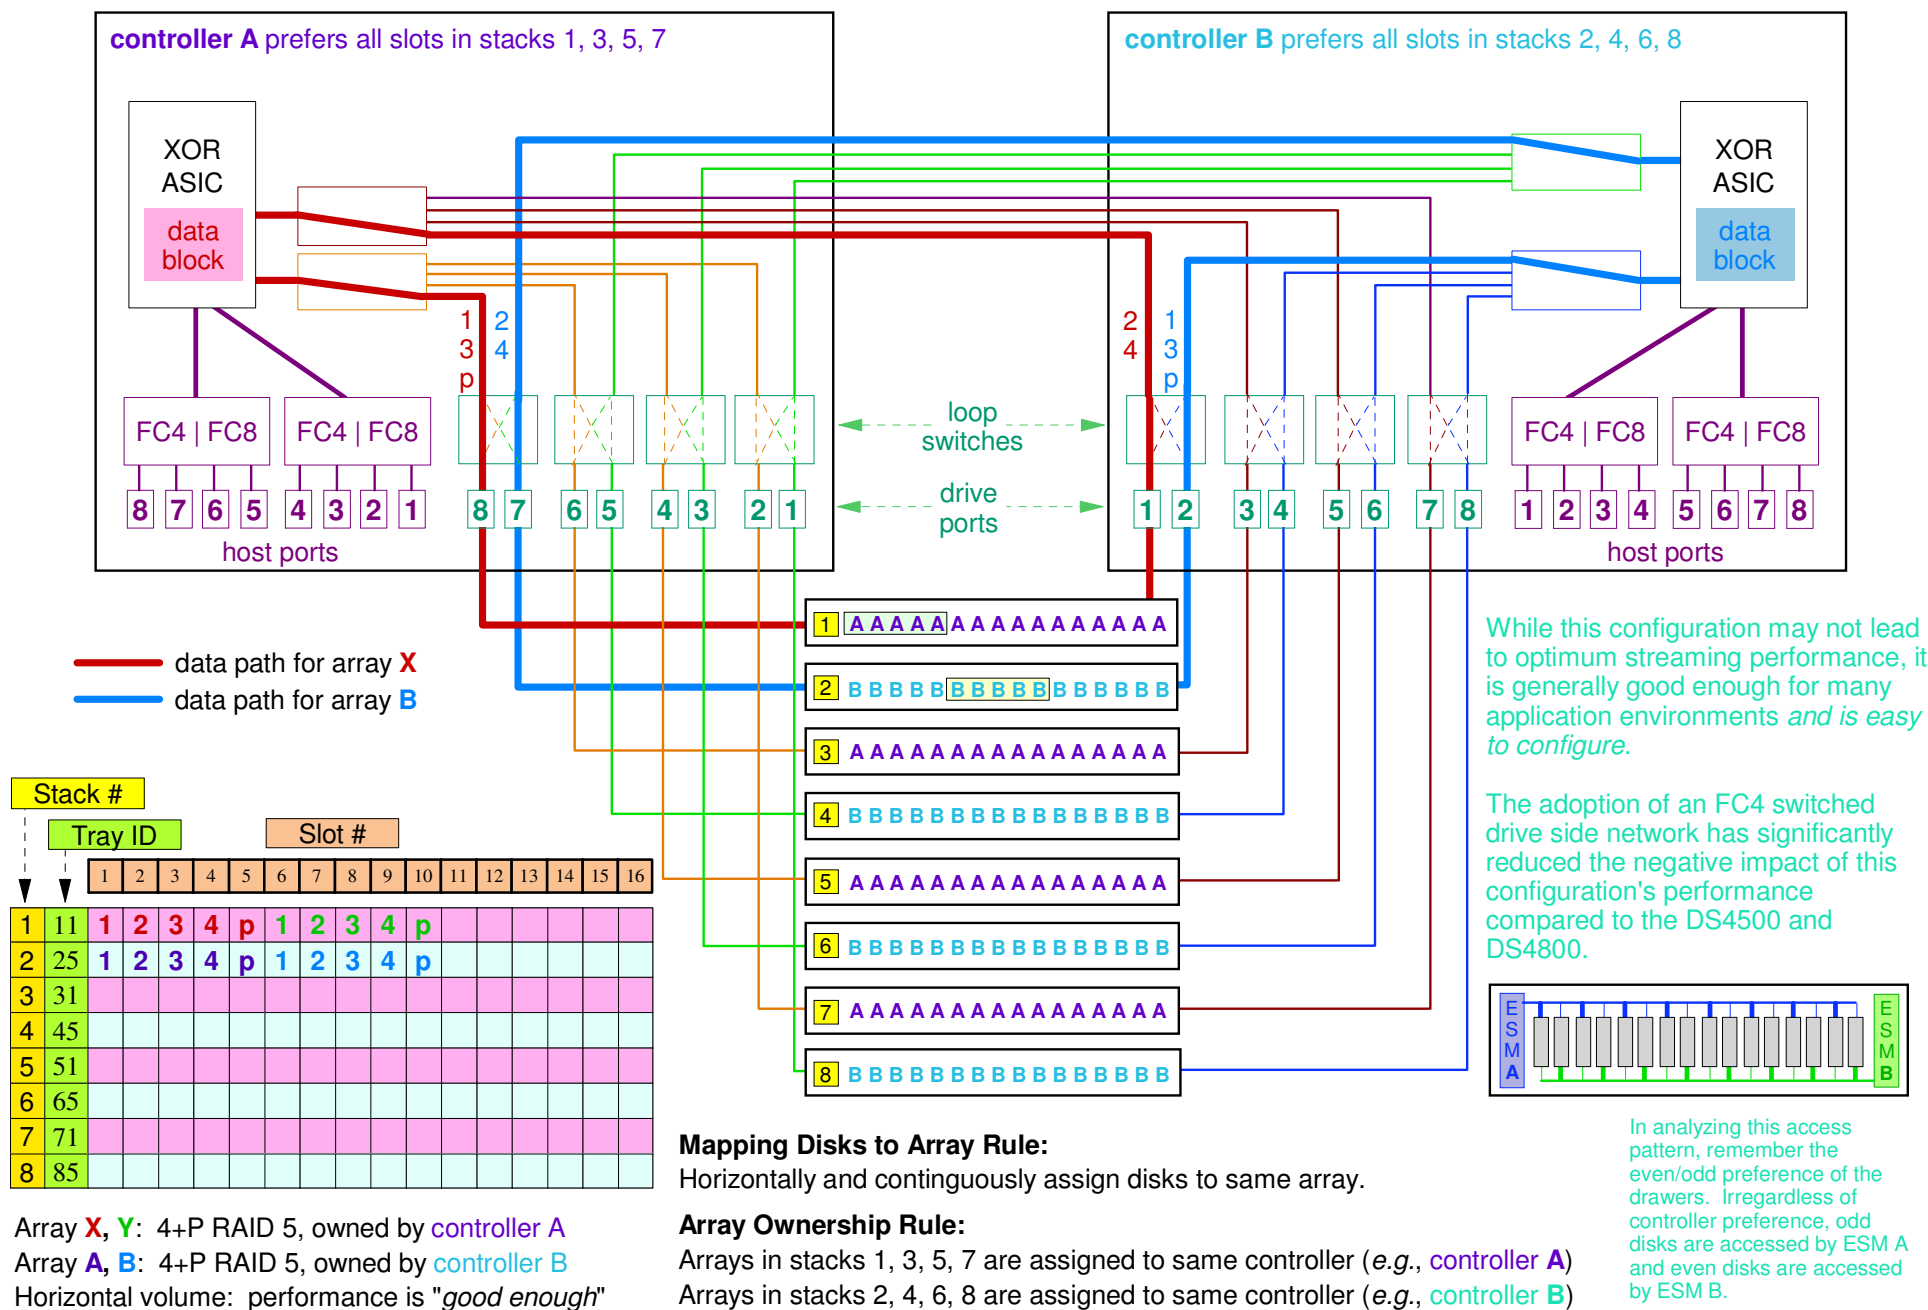 controller A prefers all slots in stacks 1, 3, 5, 7
controller B prefers all slots in stacks 2, 4, 6, 8
XOR
ASIC
data
block
XOR
ASIC
data
block
1
3
p
2
4
2
4
1
3
p
FC4 | FC8
FC4 | FC8
loop
switches
FC4 | FC8
FC4 | FC8
8 7 6 5 4 3 2 1
8 7 6 5 4 3 2 1
drive
ports
1 2 3 4 5 6 7 8
1 2 3 4 5 6 7 8
host ports
host ports
1 A A A A A A A A A A A A A A A A
2 B B B B B B B B B B B B B B B B
3 A A A A A A A A A A A A A A A A
4 B B B B B B B B B B B B B B B B
5 A A A A A A A A A A A A A A A A
6 B B B B B B B B B B B B B B B B
7 A A A A A A A A A A A A A A A A
8 B B B B B B B B B B B B B B B B
data path for array X
data path for array B
While this configuration may not lead
to optimum streaming performance, it
is generally good enough for many
application environments and is easy
to configure.
The adoption of an FC4 switched
drive side network has significantly
reduced the negative impact of this
configuration's performance
compared to the DS4500 and
DS4800.
Stack #
Tray ID
Slot #
1 2 3 4 5 6 7 8 9 10 11 12 13 14 15 16
1 11 1 2 3 4 p 1 2 3 4 p
2 25 1 2 3 4 p 1 2 3 4 p
3 31
4 45
5 51
6 65
7 71
8 85
E
S
M
A
E
S
M
B
In analyzing this access
pattern, remember the
even/odd preference of the
drawers. Irregardless of
controller preference, odd
disks are accessed by ESM A
and even disks are accessed
by ESM B.
Mapping Disks to Array Rule:
Horizontally and continguously assign disks to same array.
Array Ownership Rule:
Arrays in stacks 1, 3, 5, 7 are assigned to same controller (e.g., controller A)
Arrays in stacks 2, 4, 6, 8 are assigned to same controller (e.g., controller B)
Array X, Y: 4+P RAID 5, owned by controller A
Array A, B: 4+P RAID 5, owned by controller B
Horizontal volume: performance is "good enough"